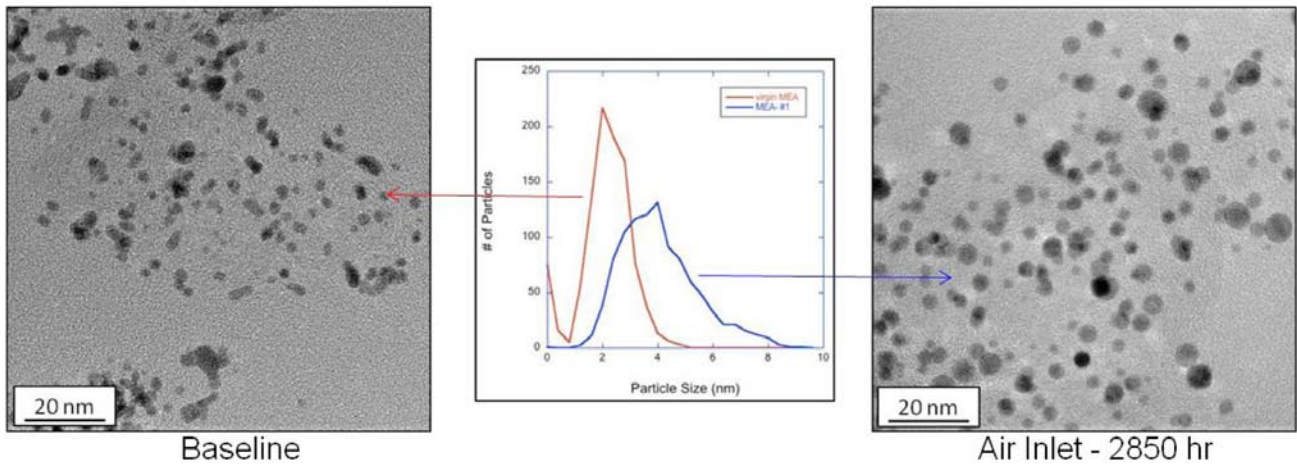 20 nm
Baseline
250
200
150
100
50
0
# of Particles
virgin MEA
MEA- #1
0 2 4 6 8 10
Particle Size (nm)
20 nm
Air Inlet - 2850 hr